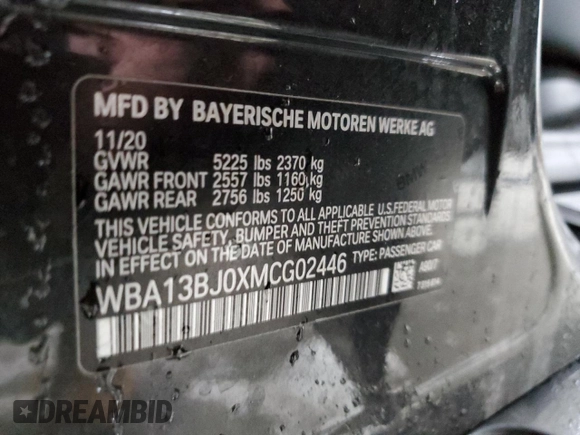 MFD BY BAYERISCHE MOTOREN WERKE AG
11/20
GVWR 5225 lbs 2370 kg
GAWR FRONT 2557 lbs 1160 kg
GAWR REAR 2756 lbs 1250 kg
THIS VEHICLE CONFORMS TO ALL APPLICABLE U.S.FEDERAL MOTOR
VEHICLE SAFETY, BUMPER AND THEFT PREVENTION STANDARDS
IN EFFECT ON THE DATE OF MANUFACTURE SHOWN ABOVE.
WBA13BJ0XMCG02446 TYPE: PASSENGER CAR
DREAMBID